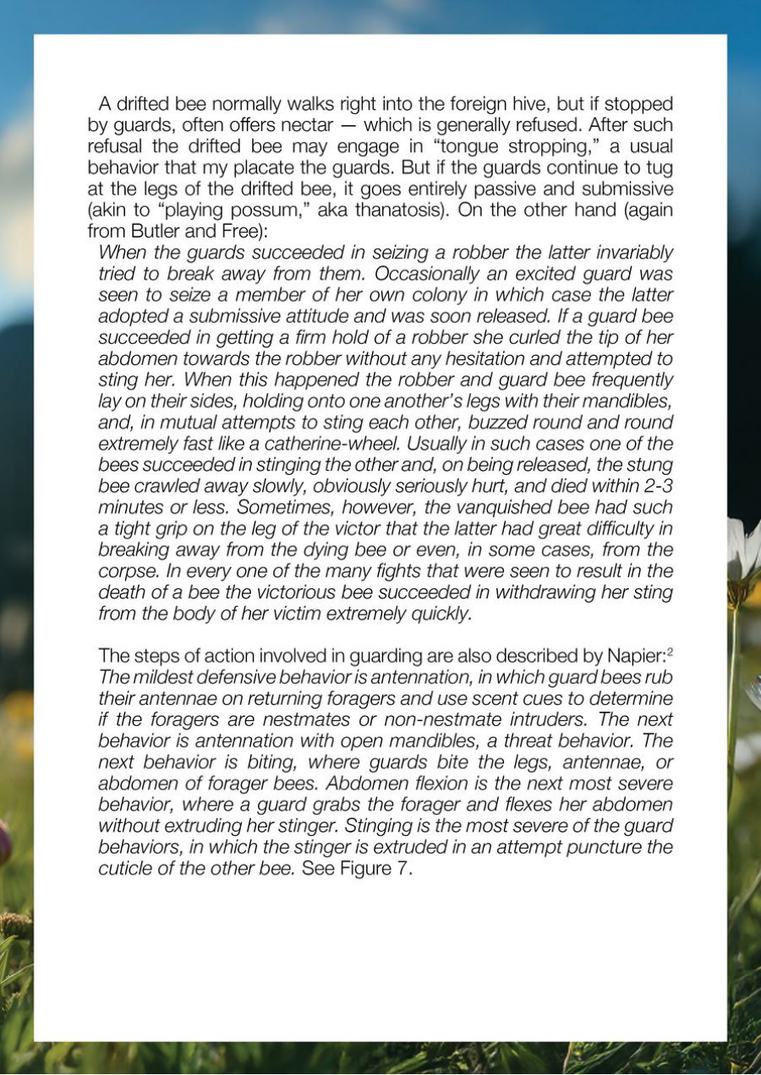 A drifted bee normally walks right into the foreign hive, but if stopped
by guards, often offers nectar — which is generally refused. After such
refusal the drifted bee may engage in “tongue stropping,” a usual
behavior that my placate the guards. But if the guards continue to tug
at the legs of the drifted bee, it goes entirely passive and submissive
(akin to “playing possum,” aka thanatosis). On the other hand (again
from Butler and Free):
When the guards succeeded in seizing a robber the latter invariably
tried to break away from them. Occasionally an excited guard was
seen to seize a member of her own colony in which case the latter
adopted a submissive attitude and was soon released. If a guard bee
succeeded in getting a firm hold of a robber she curled the tip of her
abdomen towards the robber without any hesitation and attempted to
sting her. When this happened the robber and guard bee frequently
lay on their sides, holding onto one another’s legs with their mandibles,
and, in mutual attempts to sting each other, buzzed round and round
extremely fast like a catherine-wheel. Usually in such cases one of the
bees succeeded in stinging the other and, on being released, the stung
bee crawled away slowly, obviously seriously hurt, and died within 2-3
minutes or less. Sometimes, however, the vanquished bee had such
a tight grip on the leg of the victor that the latter had great difficulty in
breaking away from the dying bee or even, in some cases, from the
corpse. In every one of the many fights that were seen to result in the
death of a bee the victorious bee succeeded in withdrawing her sting
from the body of her victim extremely quickly.
The steps of action involved in guarding are also described by Napier:²
The mildest defensive behavior is antennation, in which guard bees rub
their antennae on returning foragers and use scent cues to determine
if the foragers are nestmates or non-nestmate intruders. The next
behavior is antennation with open mandibles, a threat behavior. The
next behavior is biting, where guards bite the legs, antennae, or
abdomen of forager bees. Abdomen flexion is the next most severe
behavior, where a guard grabs the forager and flexes her abdomen
without extruding her stinger. Stinging is the most severe of the guard
behaviors, in which the stinger is extruded in an attempt puncture the
cuticle of the other bee. See Figure 7.